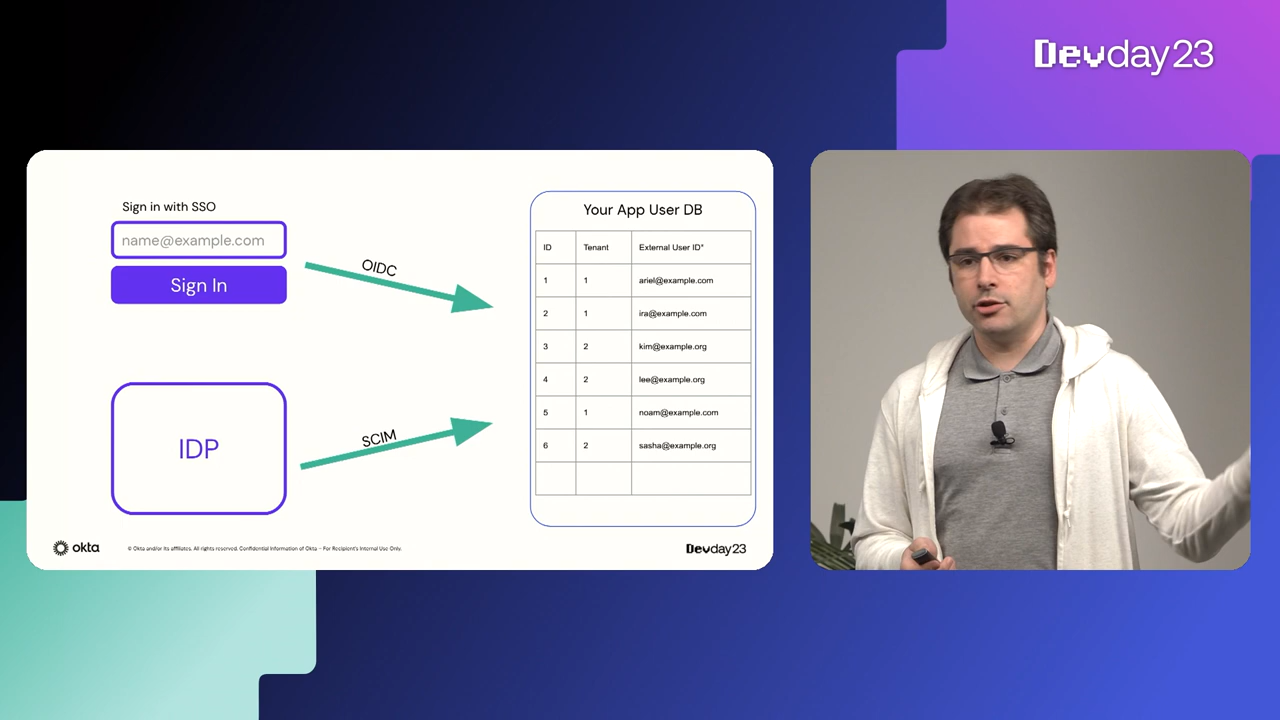 Devday23
Sign in with SSO
name@example.com
Sign In
OIDC
IDP
SCIM
Your App User DB
ID Tenant External User ID*
1 1 ariel@example.com
2 1 ira@example.com
3 2 kim@example.org
4 2 lee@example.org
5 1 noam@example.com
6 2 sasha@example.org
okta
© Okta and/or its affiliates. All rights reserved. Confidential Information of Okta – For Recipient's Internal Use Only.
Devday23